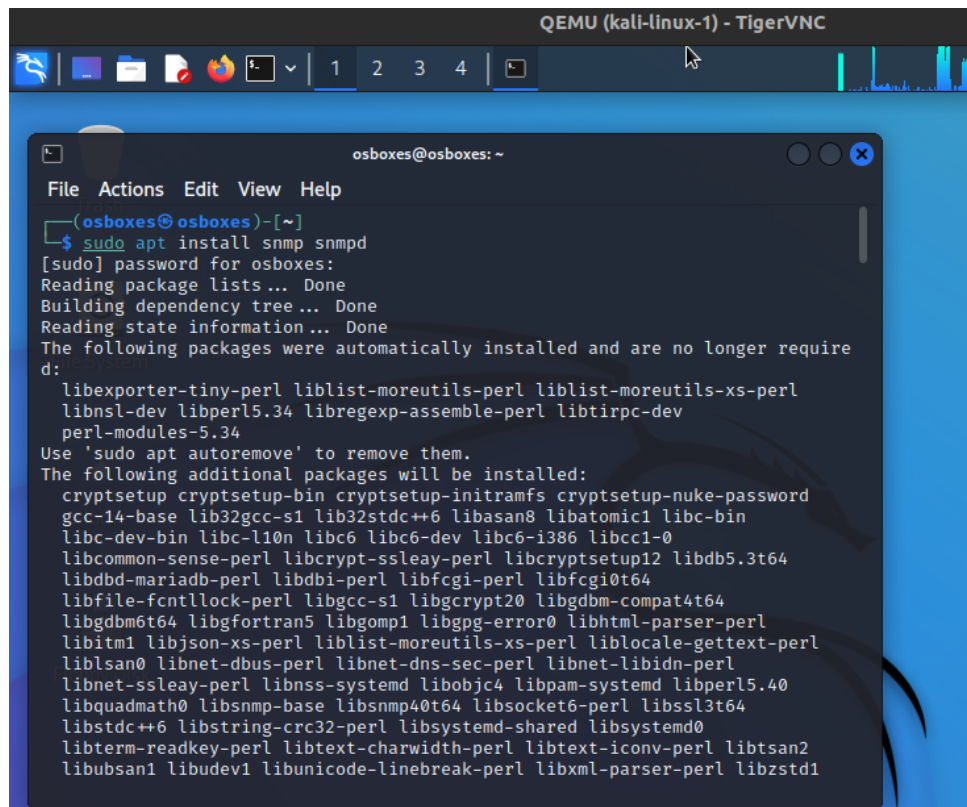 QEMU (kali-linux-1) - TigerVNC
1 2 3 4
osboxes@osboxes: ~
File Actions Edit View Help
┌──(osboxes㉿osboxes)-[~]
└─$ sudo apt install snmp snmpd
[sudo] password for osboxes:
Reading package lists... Done
Building dependency tree... Done
Reading state information... Done
The following packages were automatically installed and are no longer require
d:
libexporter-tiny-perl liblist-moreutils-perl liblist-moreutils-xs-perl
libnsl-dev libperl5.34 libregexp-assemble-perl libtirpc-dev
perl-modules-5.34
Use 'sudo apt autoremove' to remove them.
The following additional packages will be installed:
cryptsetup cryptsetup-bin cryptsetup-initramfs cryptsetup-nuke-password
gcc-14-base lib32gcc-s1 lib32stdc++6 libasan8 libatomic1 libc-bin
libc-dev-bin libc-l10n libc6 libc6-dev libc6-i386 libcc1-0
libcommon-sense-perl libcrypt-ssleay-perl libcryptsetup12 libdb5.3t64
libdbd-mariadb-perl libdbi-perl libfcgi-perl libfcgi0t64
libfile-fcntllock-perl libgcc-s1 libgcrypt20 libgdbm-compat4t64
libgdbm6t64 libgfortran5 libgomp1 libgpg-error0 libhtml-parser-perl
libitm1 libjson-xs-perl liblist-moreutils-xs-perl liblocale-gettext-perl
liblsan0 libnet-dbus-perl libnet-dns-sec-perl libnet-libidn-perl
libnet-ssleay-perl libnss-systemd libobjc4 libpam-systemd libperl5.40
libquadmath0 libsnmp-base libsnmp40t64 libsocket6-perl libssl3t64
libstdc++6 libstring-crc32-perl libsystemd-shared libsystemd0
libterm-readkey-perl libtext-charwidth-perl libtext-iconv-perl libtsan2
libubsan1 libudev1 libunicode-linebreak-perl libxml-parser-perl libzstd1